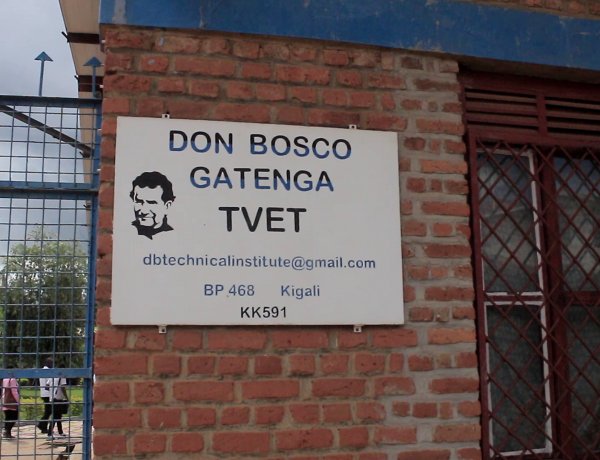 DON BOSCO
GATENGA
TVET
dbtechnicalinstitute@gmail.com
BP.468 Kigali
KK591